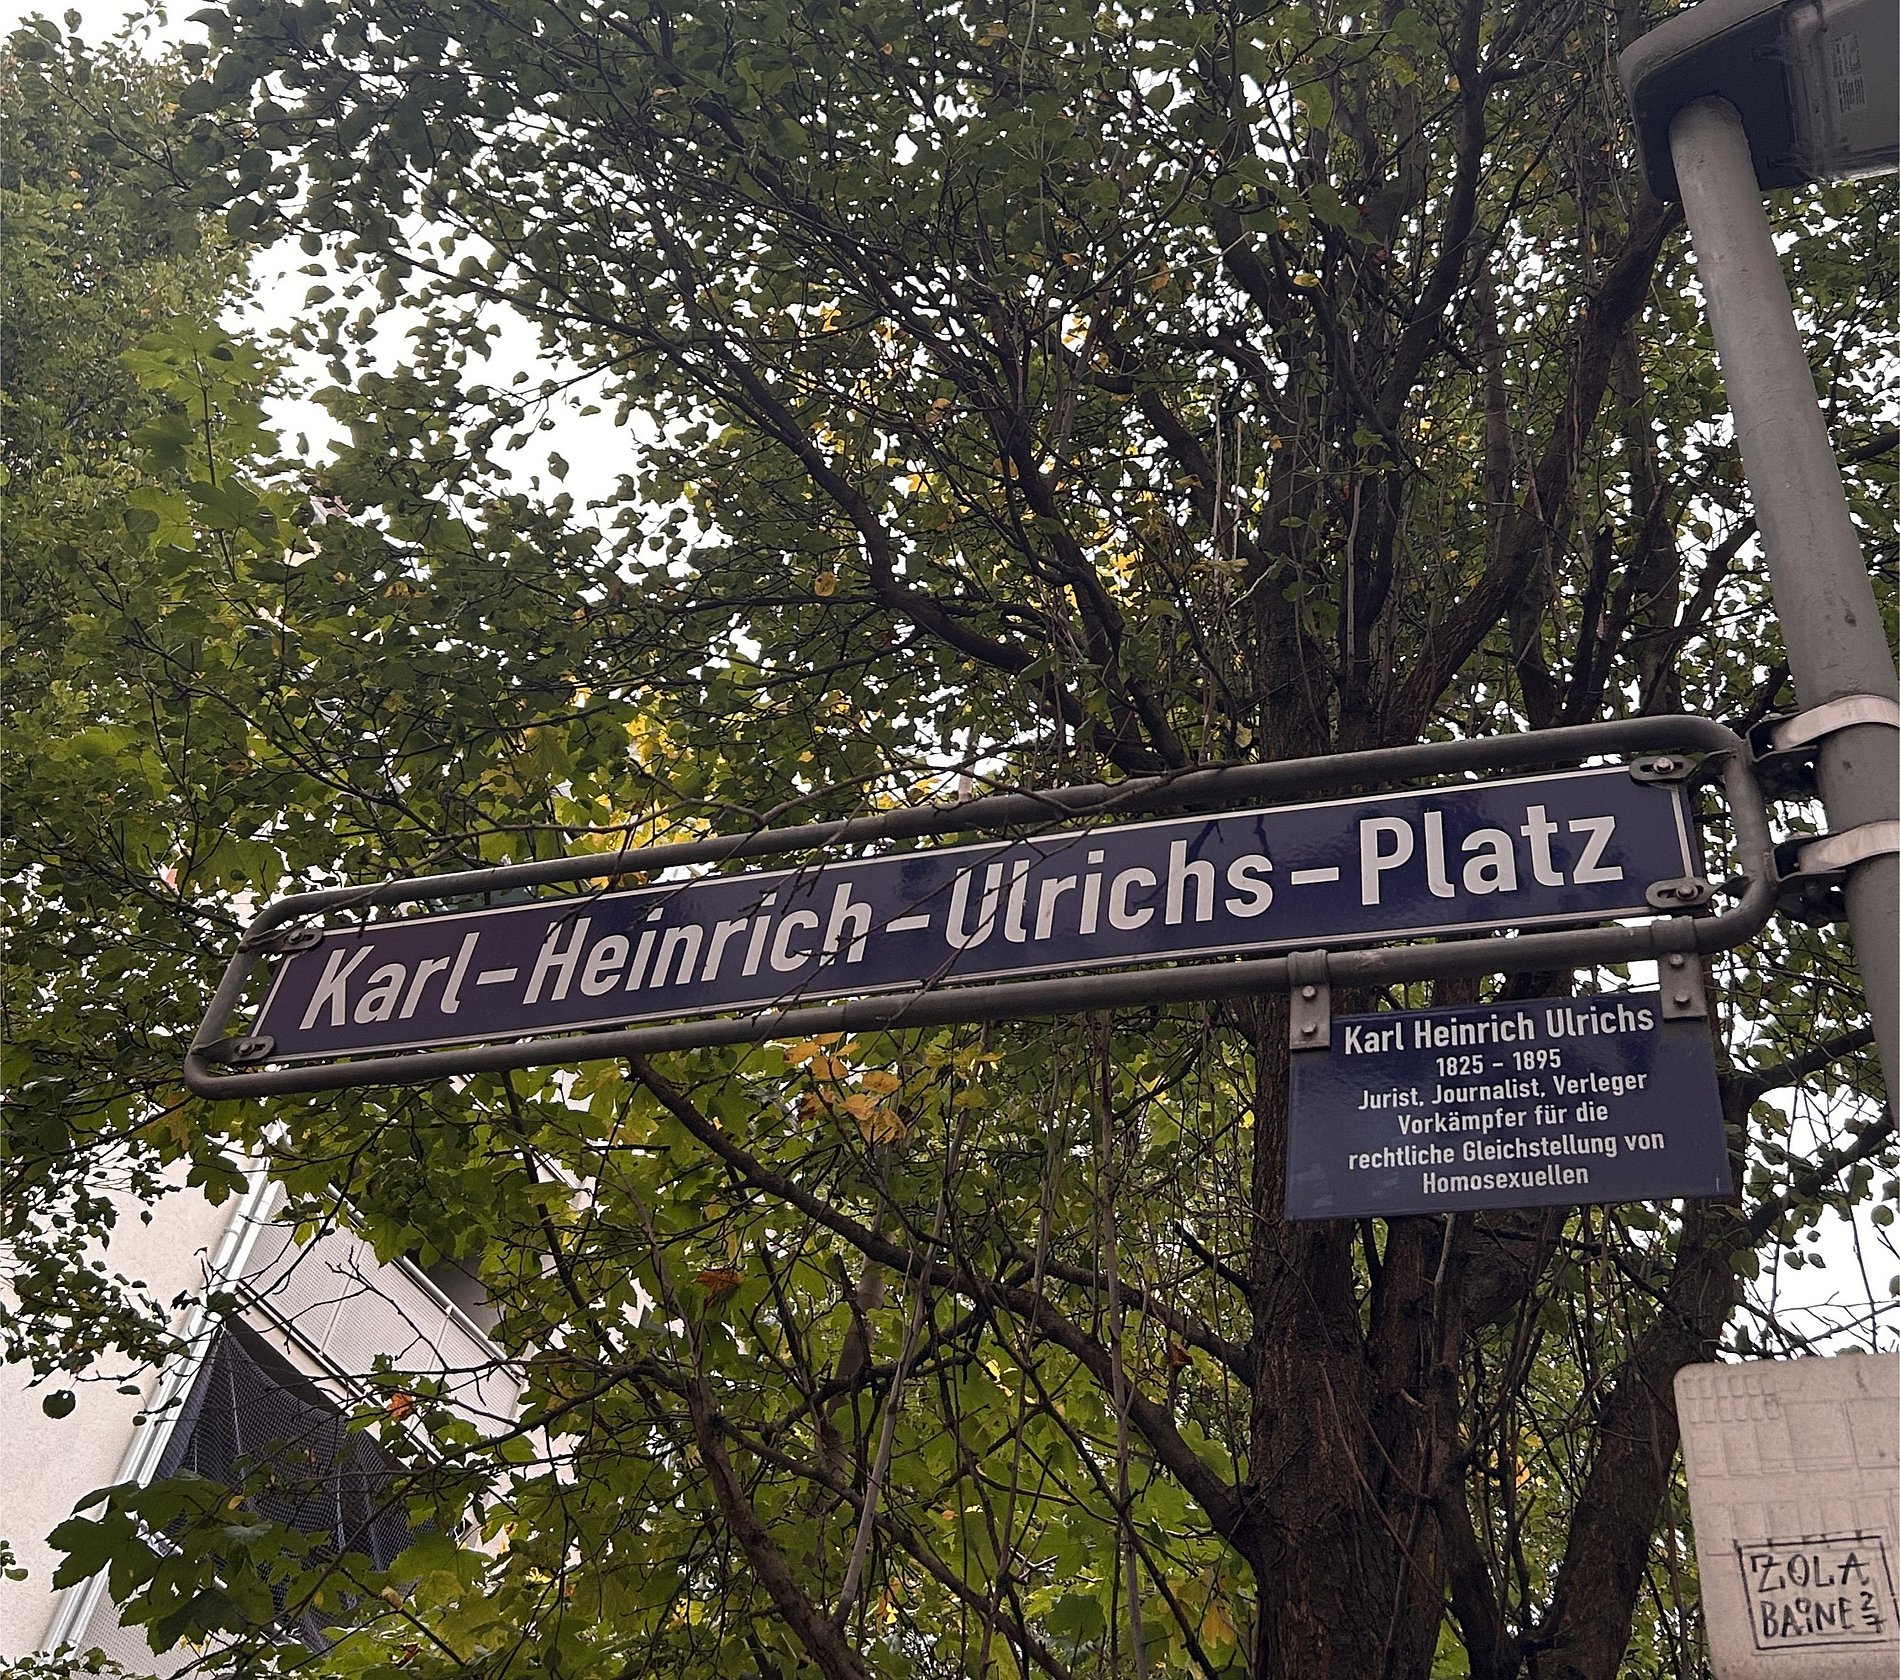 Karl-Heinrich-Ulrichs-Platz
Karl Heinrich Ulrichs
1825 - 1895
Jurist, Journalist, Verleger
Vorkämpfer für die
rechtliche Gleichstellung von
Homosexuellen
ZOLA
BAiNE